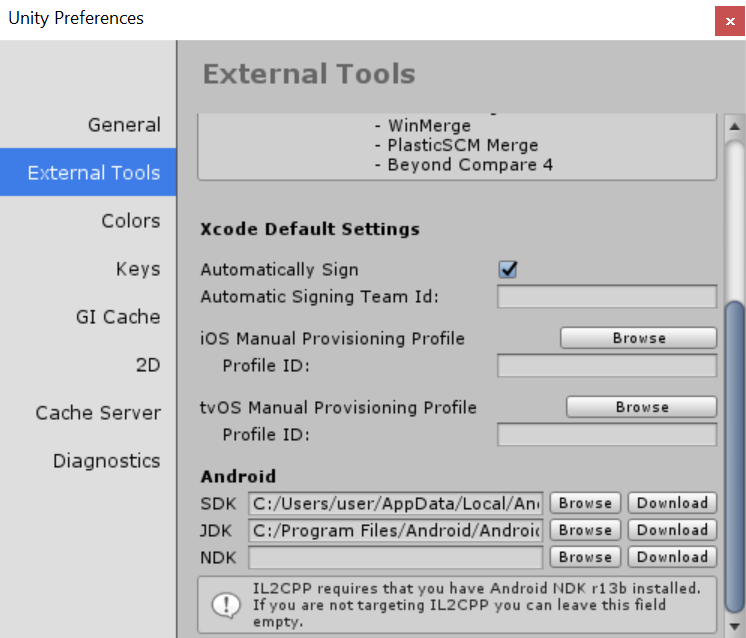 Unity Preferences
External Tools
General
External Tools
Colors
Keys
GI Cache
2D
Cache Server
Diagnostics
- WinMerge
- PlasticSCM Merge
- Beyond Compare 4
Xcode Default Settings
Automatically Sign
Automatic Signing Team Id:
iOS Manual Provisioning Profile Browse
Profile ID:
tvOS Manual Provisioning Profile Browse
Profile ID:
Android
SDK C:/Users/user/AppData/Local/An Browse Download
JDK C:/Program Files/Android/Androi Browse Download
NDK Browse Download
IL2CPP requires that you have Android NDK r13b installed.
If you are not targeting IL2CPP you can leave this field
empty.